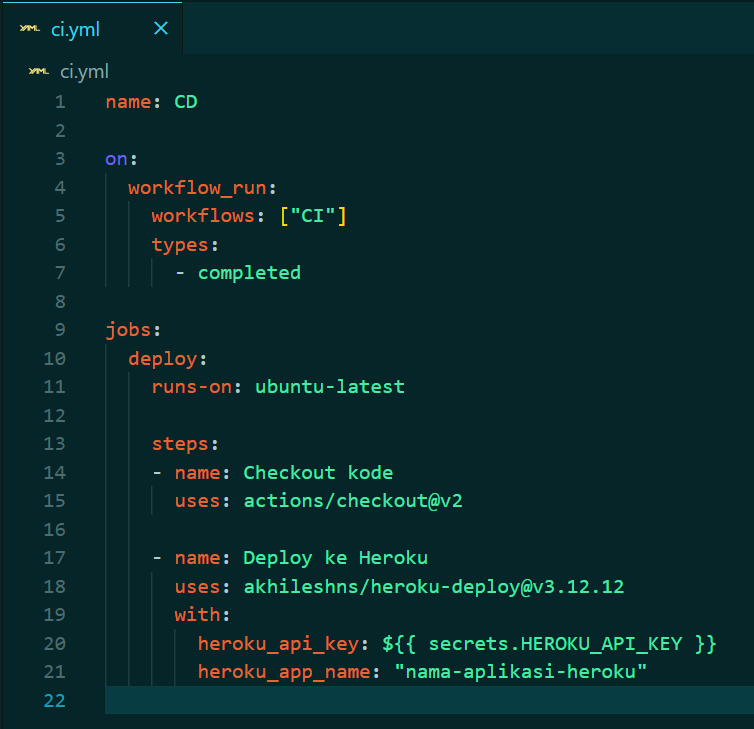 YAML ci.yml ×
YAML ci.yml
1 name: CD
2
3 on:
4   workflow_run:
5     workflows: ["CI"]
6     types:
7       - completed
8
9 jobs:
10   deploy:
11     runs-on: ubuntu-latest
12
13     steps:
14     - name: Checkout kode
15       uses: actions/checkout@v2
16
17     - name: Deploy ke Heroku
18       uses: akhileshns/heroku-deploy@v3.12.12
19       with:
20         heroku_api_key: ${{ secrets.HEROKU_API_KEY }}
21         heroku_app_name: "nama-aplikasi-heroku"
22